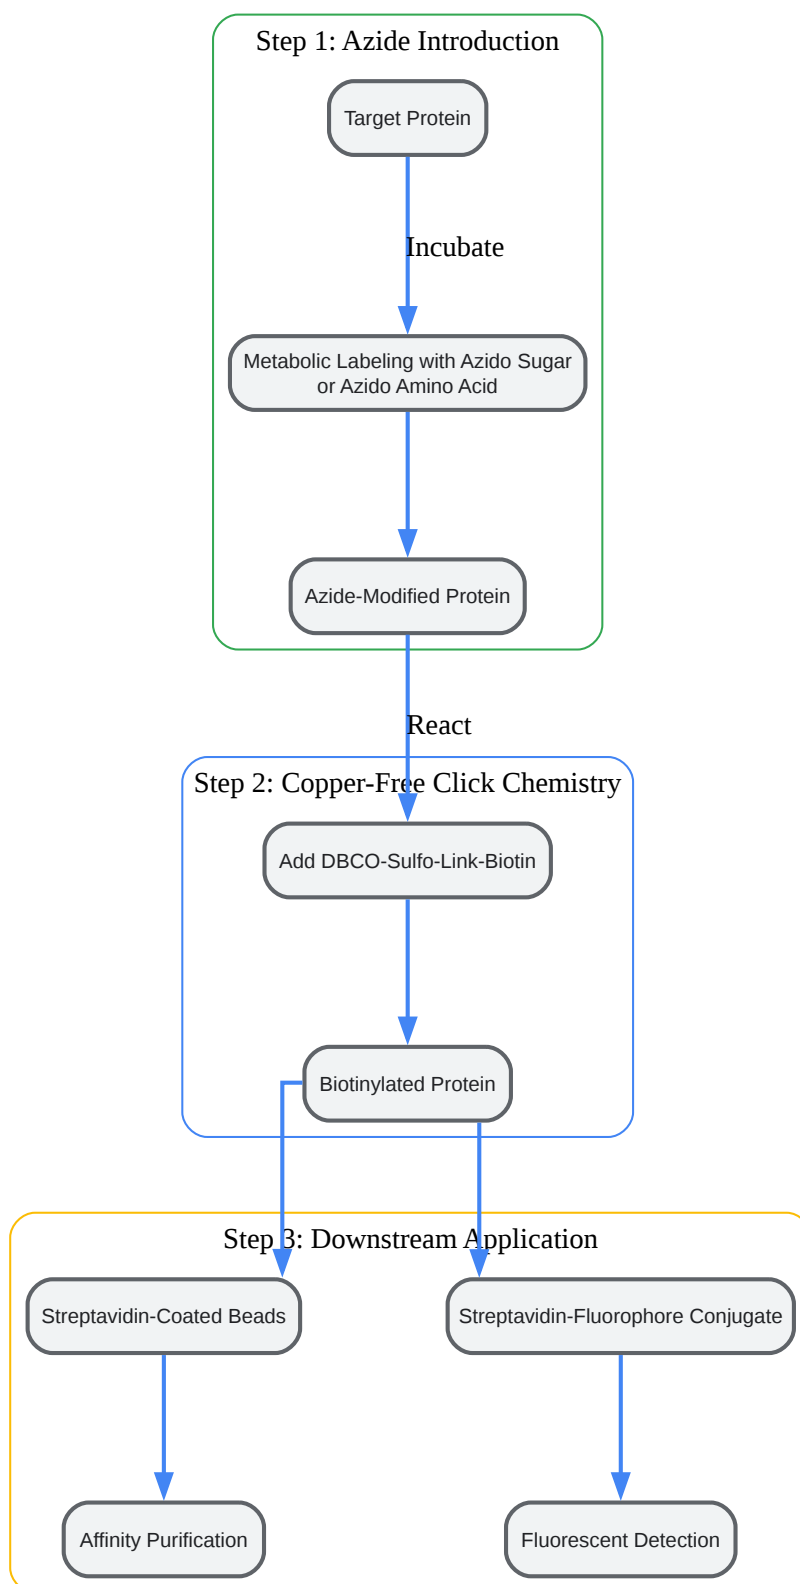 Step 1: Azide Introduction
Target Protein
Incubate
Metabolic Labeling with Azido Sugar
or Azido Amino Acid
Azide-Modified Protein
React
Step 2: Copper-Free Click Chemistry
Add DBCO-Sulfo-Link-Biotin
Biotinylated Protein
Step 3: Downstream Application
Streptavidin-Coated Beads
Streptavidin-Fluorophore Conjugate
Affinity Purification
Fluorescent Detection